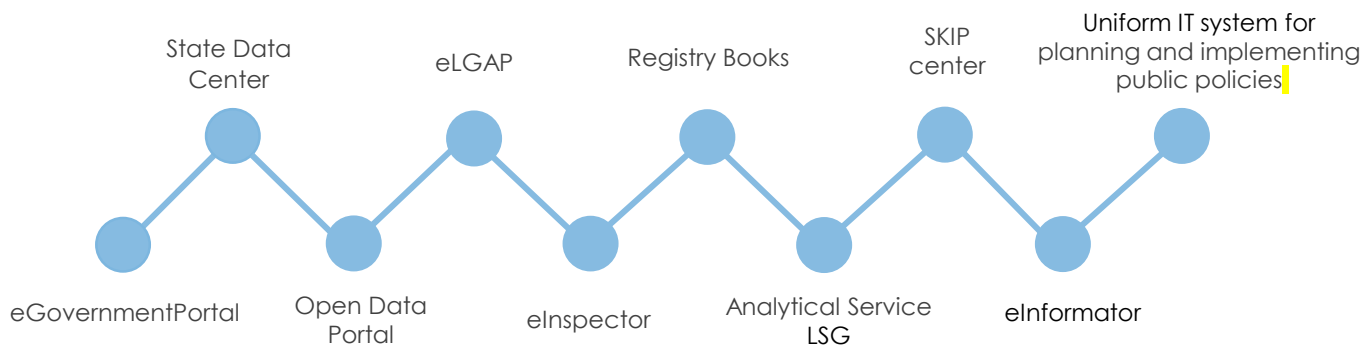 eGovernmentPortal
State Data
Center
Open Data
Portal
eLGAP
eInspector
Registry Books
Analytical Service
LSG
SKIP
center
eInformator
Uniform IT system for
planning and implementing
public policies